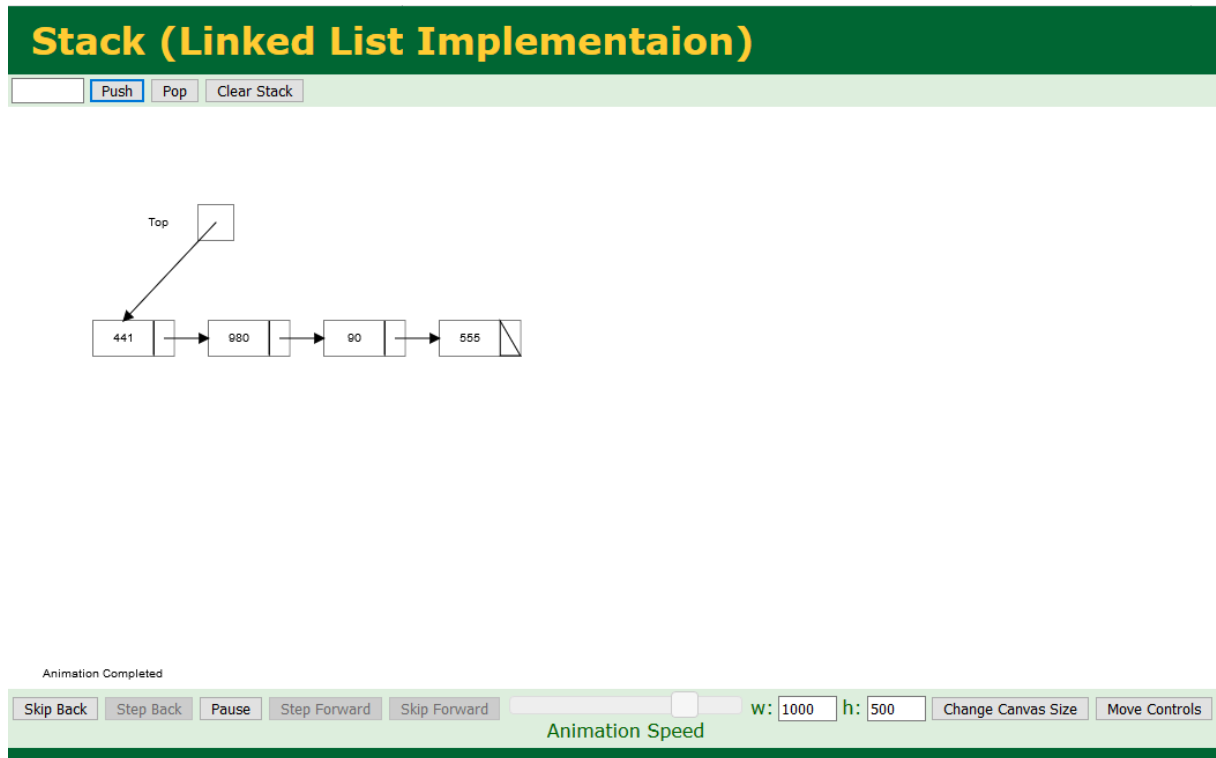 Stack (Linked List Implementaion)
Push Pop Clear Stack
Top
441 980 90 555
Animation Completed
Skip Back Step Back Pause Step Forward Skip Forward w: 1000 h: 500 Change Canvas Size Move Controls
Animation Speed